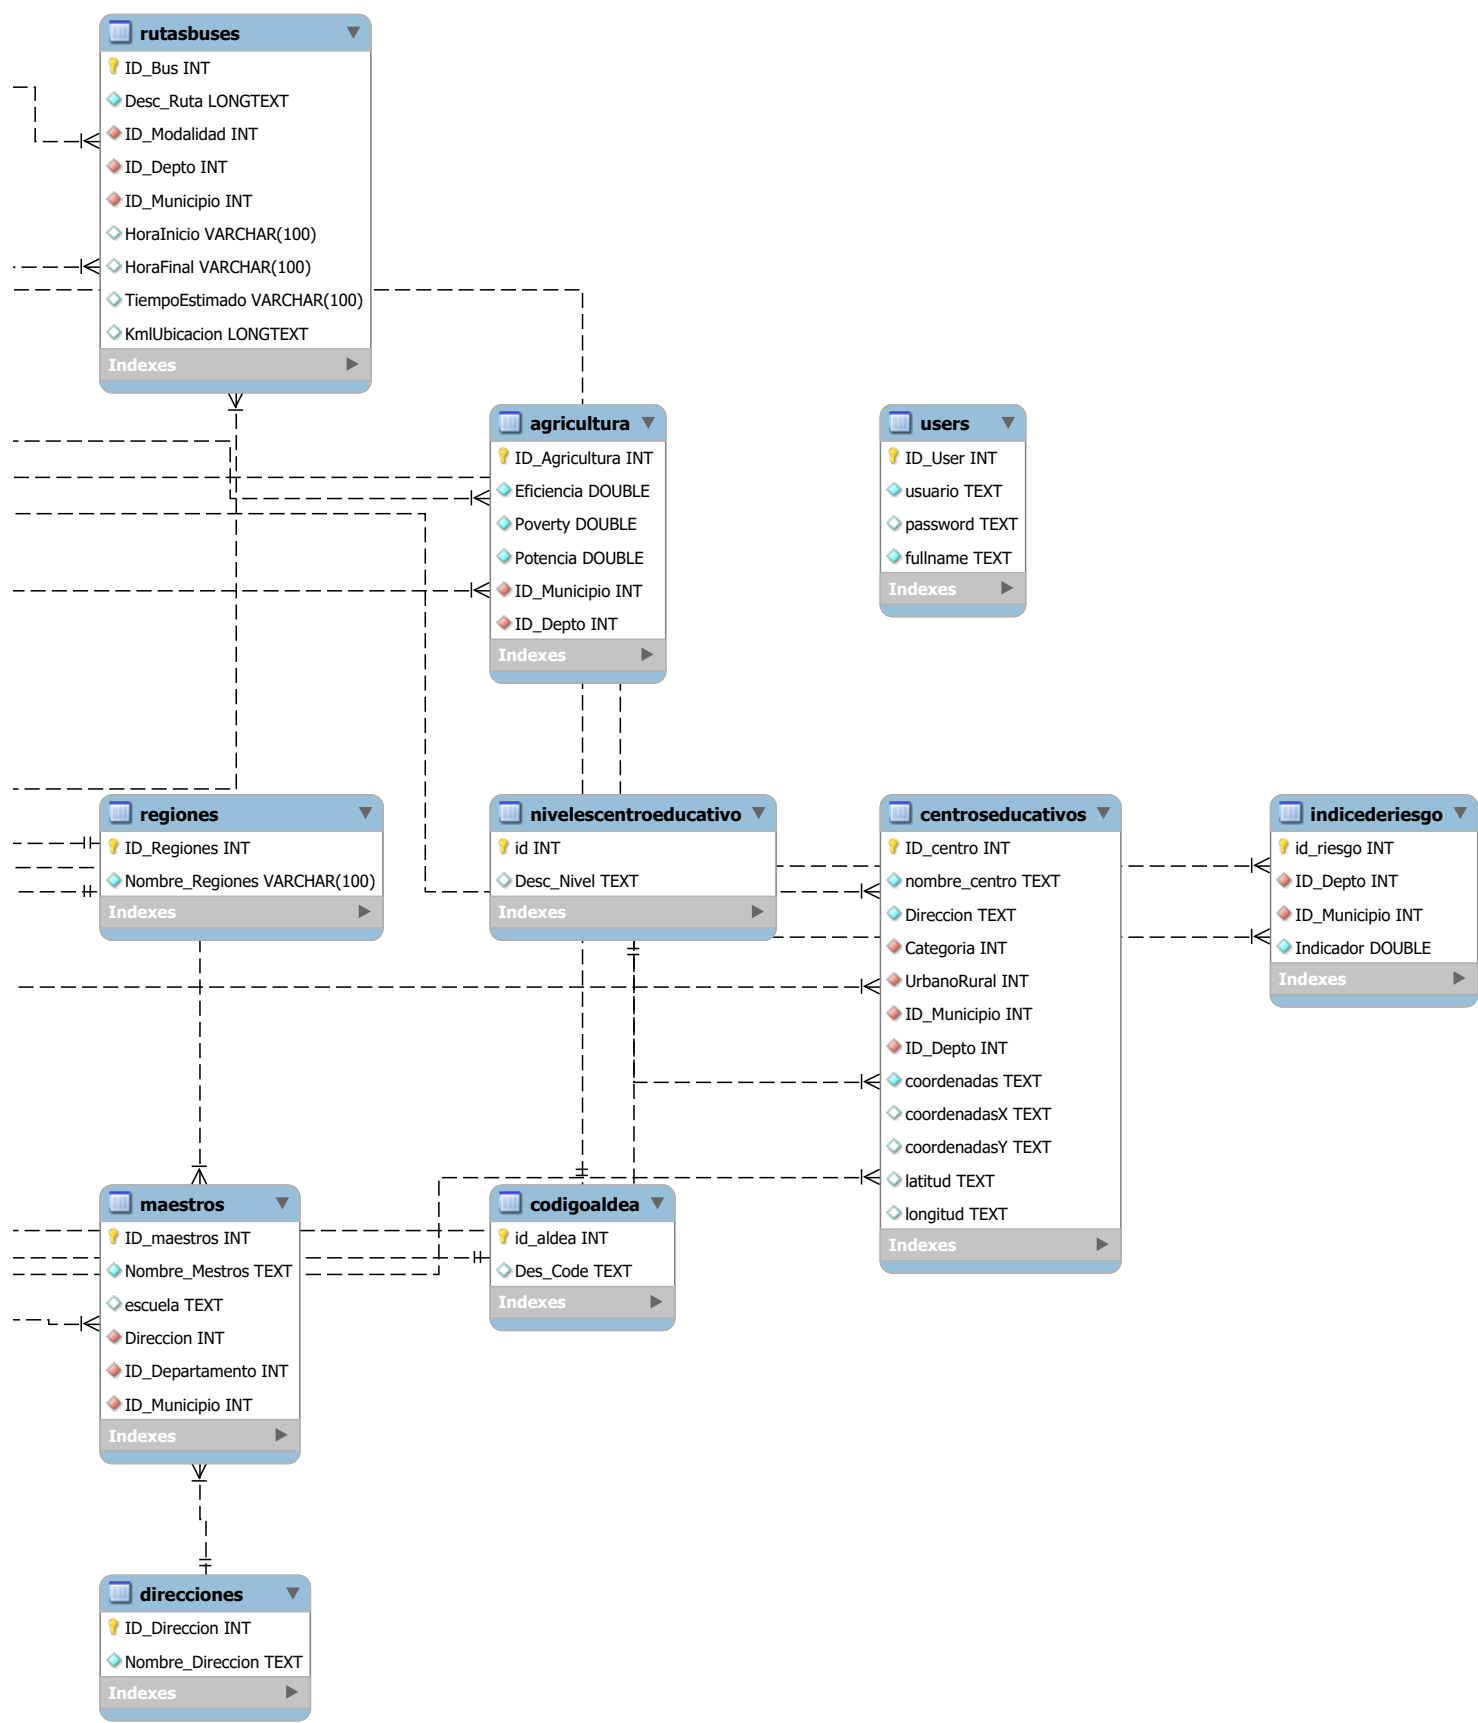 rutasbuses
ID_Bus INT
Desc_Ruta LONGTEXT
ID_Modalidad INT
ID_Depto INT
ID_Municipio INT
HoraInicio VARCHAR(100)
HoraFinal VARCHAR(100)
TiempoEstimado VARCHAR(100)
KmlUbicacion LONGTEXT
Indexes
agricultura
ID_Agricultura INT
Eficiencia DOUBLE
Poverty DOUBLE
Potencia DOUBLE
ID_Municipio INT
ID_Depto INT
Indexes
users
ID_User INT
usuario TEXT
password TEXT
fullname TEXT
Indexes
regiones
ID_Regiones INT
Nombre_Regiones VARCHAR(100)
Indexes
nivelescentroeducativo
id INT
Desc_Nivel TEXT
Indexes
centroseducativos
ID_centro INT
nombre_centro TEXT
Direccion TEXT
Categoria INT
UrbanoRural INT
ID_Municipio INT
ID_Depto INT
coordenadas TEXT
coordenadasX TEXT
coordenadasY TEXT
latitud TEXT
longitud TEXT
Indexes
indicederiesgo
id_riesgo INT
ID_Depto INT
ID_Municipio INT
Indicador DOUBLE
Indexes
maestros
ID_maestros INT
Nombre_Mestros TEXT
escuela TEXT
Direccion INT
ID_Departamento INT
ID_Municipio INT
Indexes
codigoaldea
id_aldea INT
Des_Code TEXT
Indexes
direcciones
ID_Direccion INT
Nombre_Direccion TEXT
Indexes